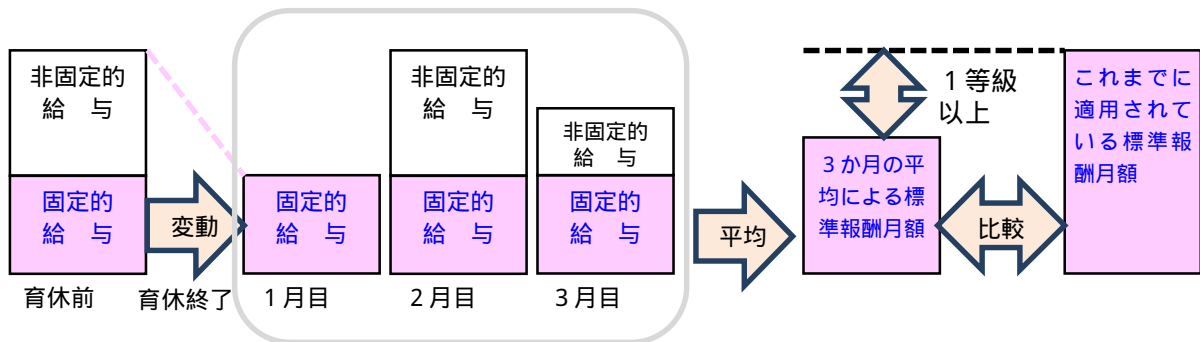 非固定的
給 与
固定的
給 与
育休前
変動
育休終了
固定的
給 与
1月目
非固定的
給 与
固定的
給 与
2月目
非固定的
給 与
固定的
給 与
3月目
平均
1等級
以上
3か月の平
均による標
準報酬月額
比較
これまでに
適用されて
いる標準報
酬月額